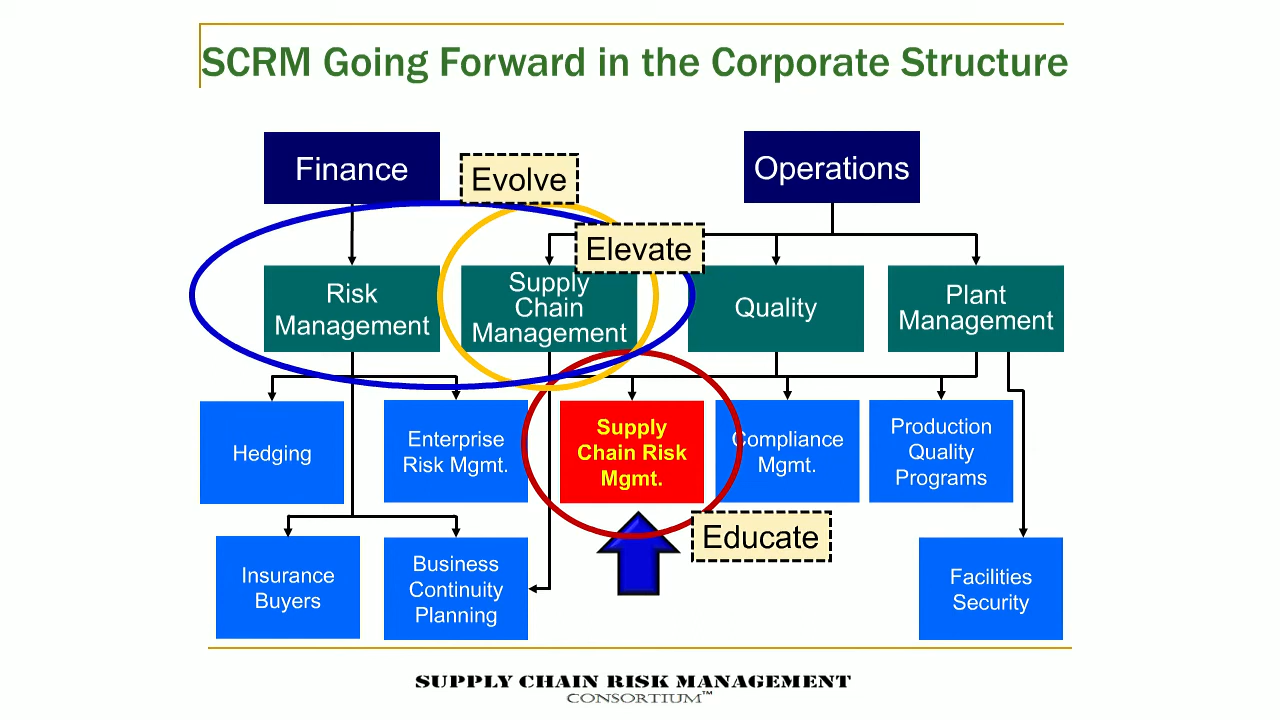 SCRM Going Forward in the Corporate Structure
Finance
Evolve
Operations
Elevate
Risk
Management
Supply
Chain
Management
Quality
Plant
Management
Hedging
Enterprise
Risk Mgmt.
Supply
Chain Risk
Mgmt.
Compliance
Mgmt.
Production
Quality
Programs
Educate
Insurance
Buyers
Business
Continuity
Planning
Facilities
Security
SUPPLY CHAIN RISK MANAGEMENT
CONSORTIUM™